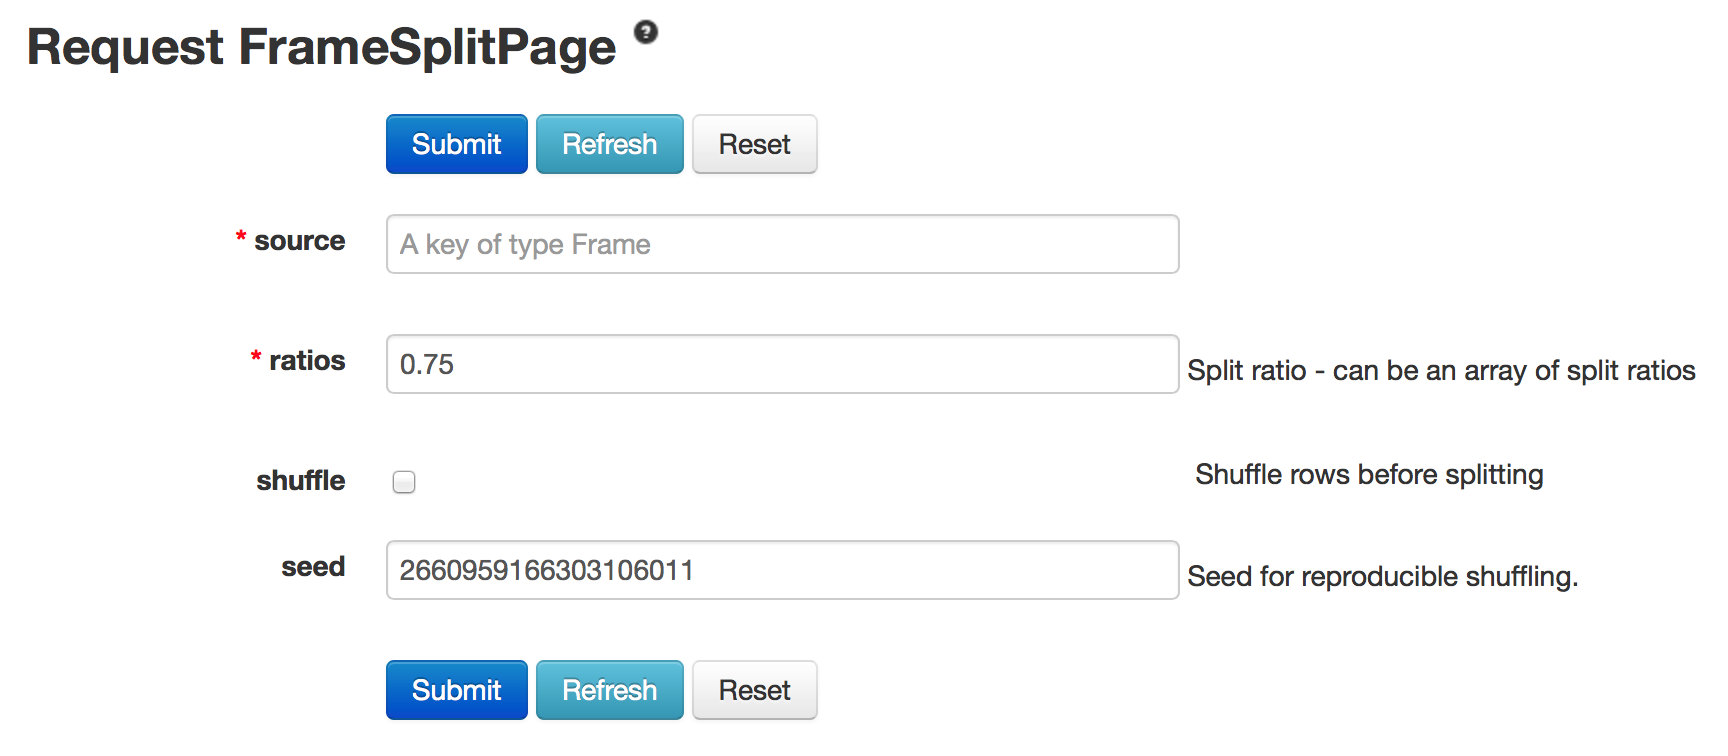 Request FrameSplitPage ?
Submit Refresh Reset
* source A key of type Frame
* ratios 0.75 Split ratio - can be an array of split ratios
shuffle Shuffle rows before splitting
seed 2660959166303106011 Seed for reproducible shuffling.
Submit Refresh Reset